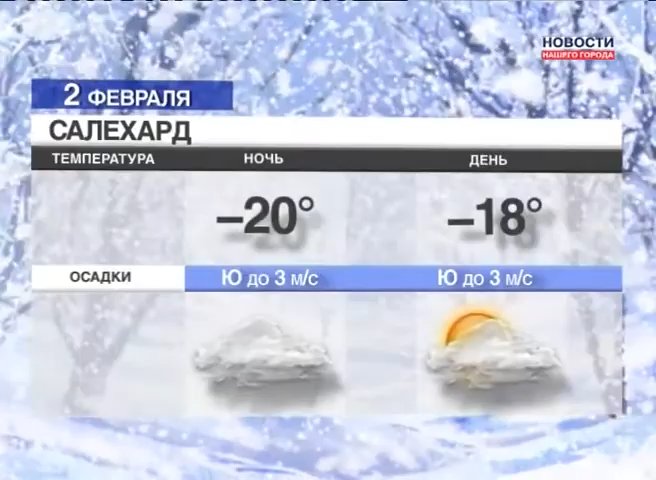 НОВОСТИ
НАШЕГО ГОРОДА
2 ФЕВРАЛЯ
САЛЕХАРД
ТЕМПЕРАТУРА НОЧЬ ДЕНЬ
–20° –18°
ОСАДКИ Ю ДО 3 М/С Ю ДО 3 М/С